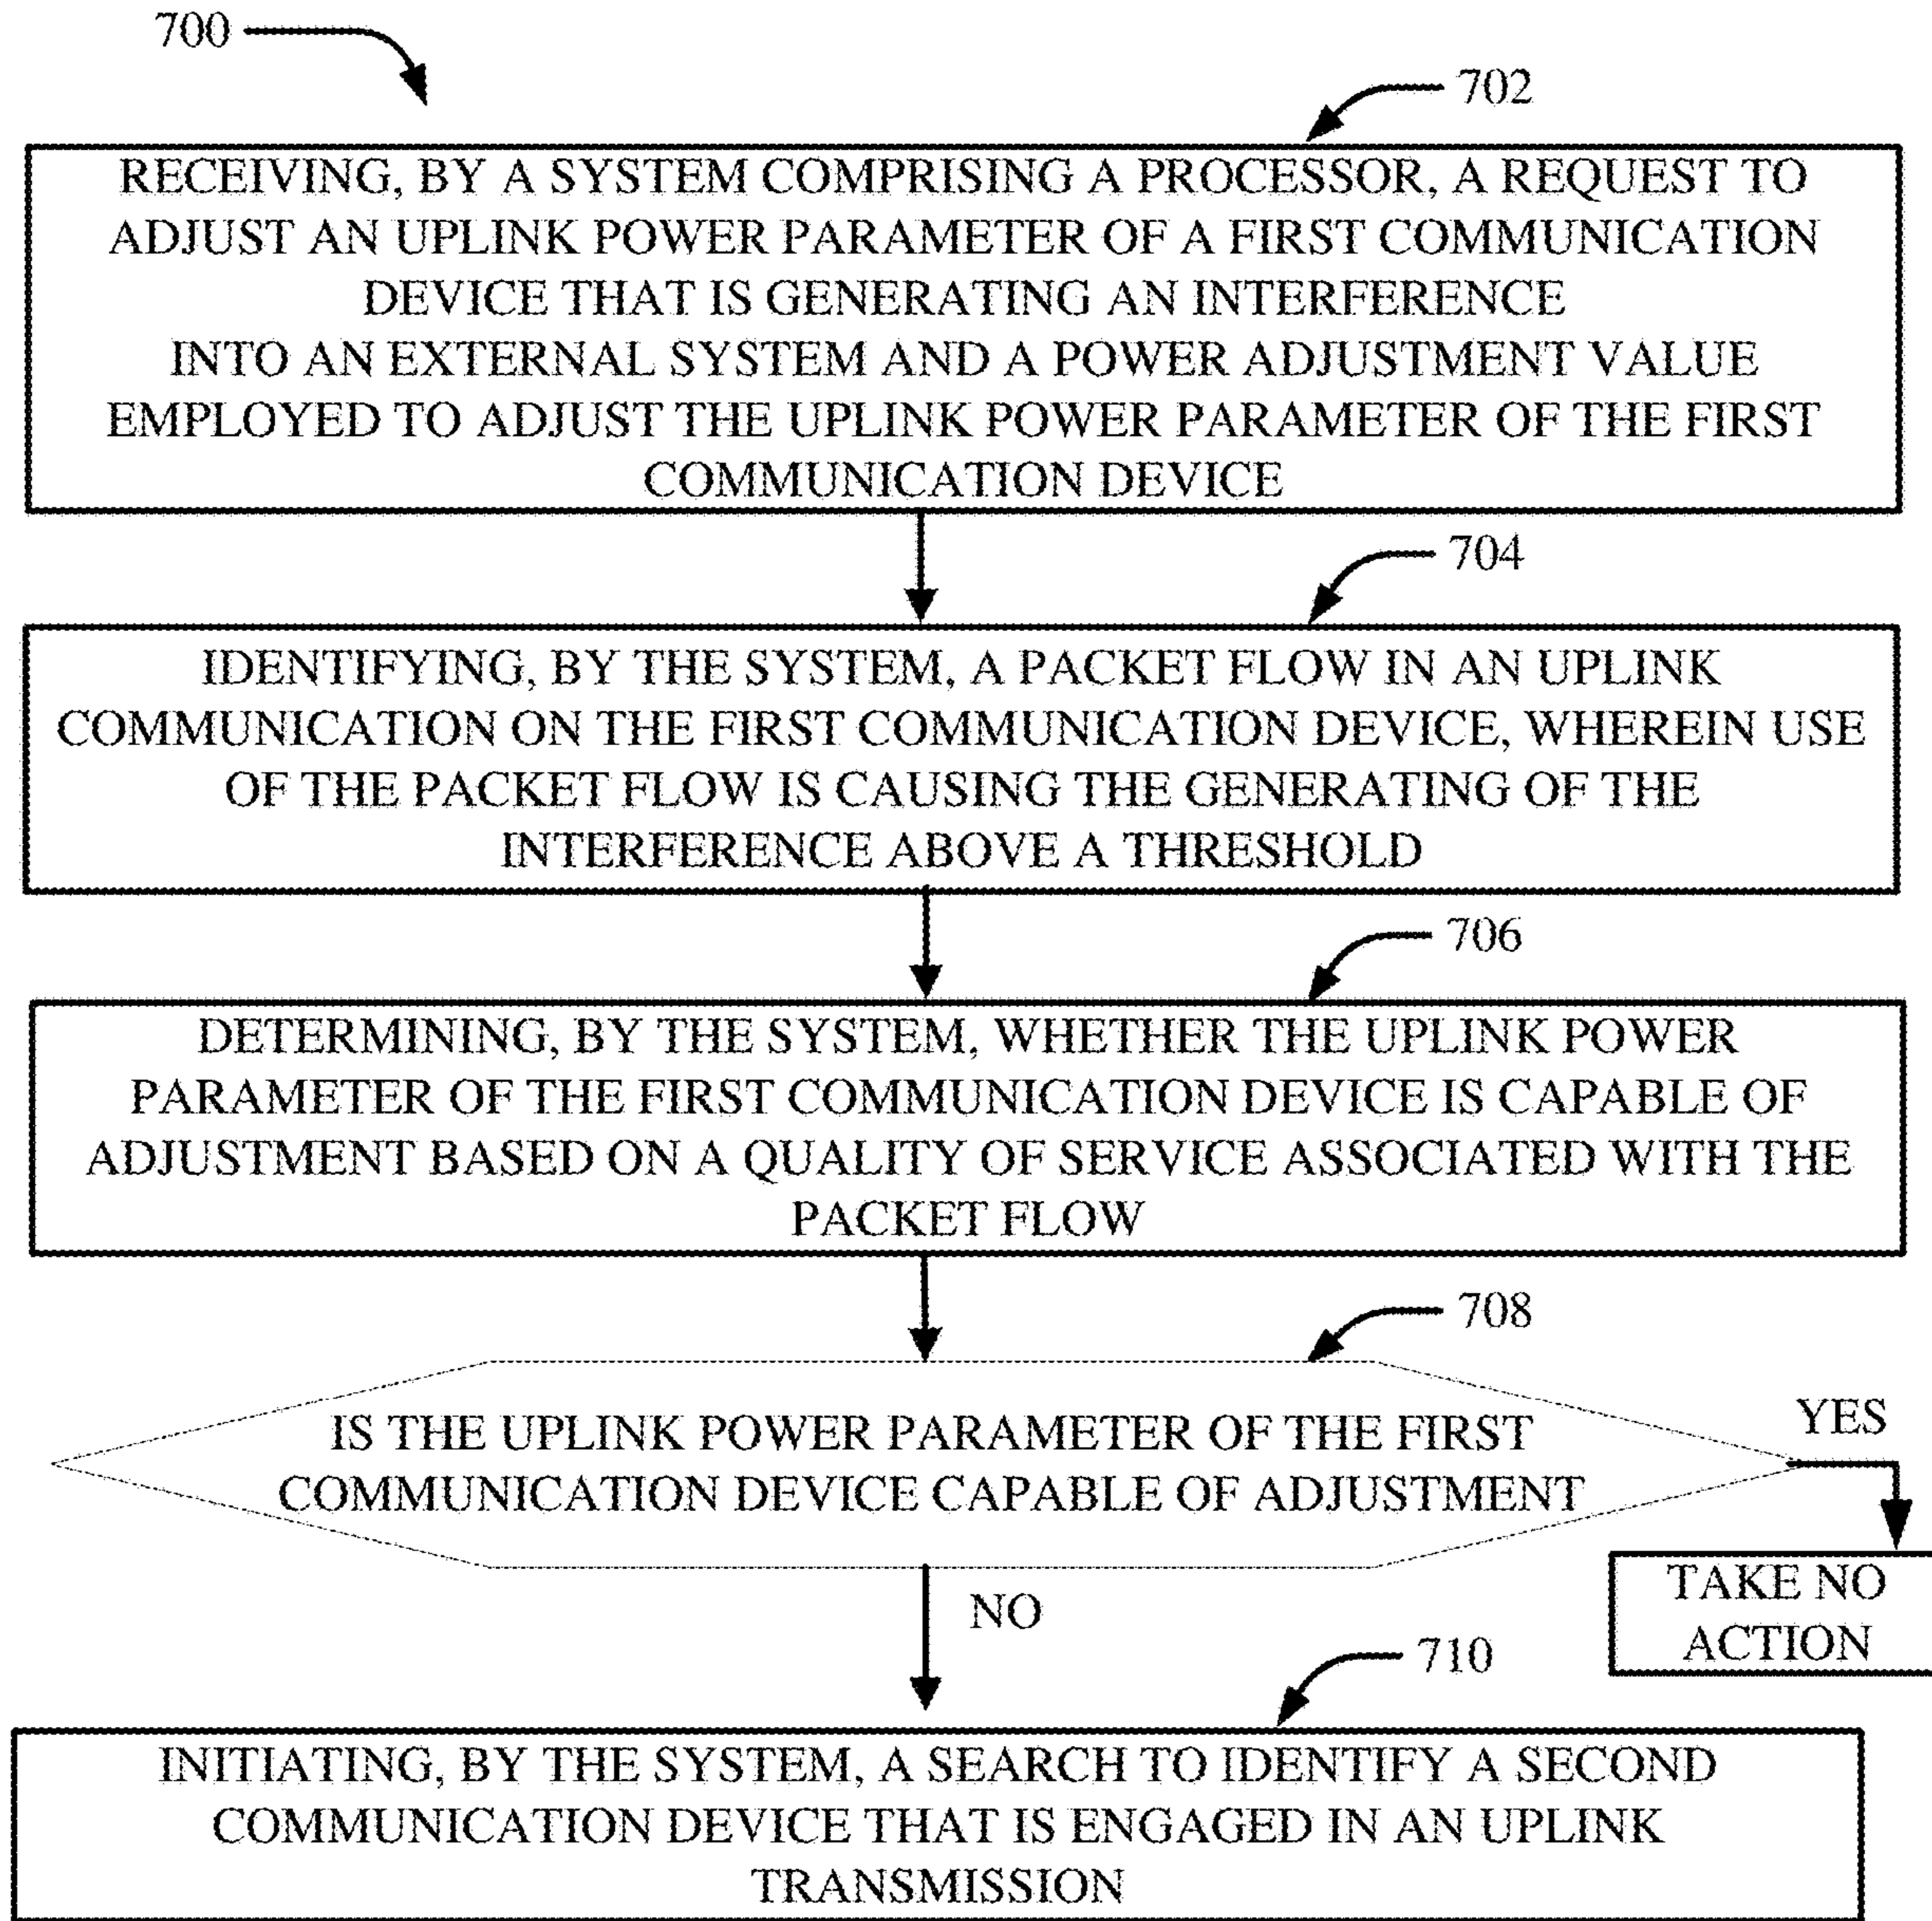 700
702
RECEIVING, BY A SYSTEM COMPRISING A PROCESSOR, A REQUEST TO
ADJUST AN UPLINK POWER PARAMETER OF A FIRST COMMUNICATION
DEVICE THAT IS GENERATING AN INTERFERENCE
INTO AN EXTERNAL SYSTEM AND A POWER ADJUSTMENT VALUE
EMPLOYED TO ADJUST THE UPLINK POWER PARAMETER OF THE FIRST
COMMUNICATION DEVICE
704
IDENTIFYING, BY THE SYSTEM, A PACKET FLOW IN AN UPLINK
COMMUNICATION ON THE FIRST COMMUNICATION DEVICE, WHEREIN USE
OF THE PACKET FLOW IS CAUSING THE GENERATING OF THE
INTERFERENCE ABOVE A THRESHOLD
706
DETERMINING, BY THE SYSTEM, WHETHER THE UPLINK POWER
PARAMETER OF THE FIRST COMMUNICATION DEVICE IS CAPABLE OF
ADJUSTMENT BASED ON A QUALITY OF SERVICE ASSOCIATED WITH THE
PACKET FLOW
708
IS THE UPLINK POWER PARAMETER OF THE FIRST
COMMUNICATION DEVICE CAPABLE OF ADJUSTMENT
YES
TAKE NO
ACTION
NO
710
INITIATING, BY THE SYSTEM, A SEARCH TO IDENTIFY A SECOND
COMMUNICATION DEVICE THAT IS ENGAGED IN AN UPLINK
TRANSMISSION